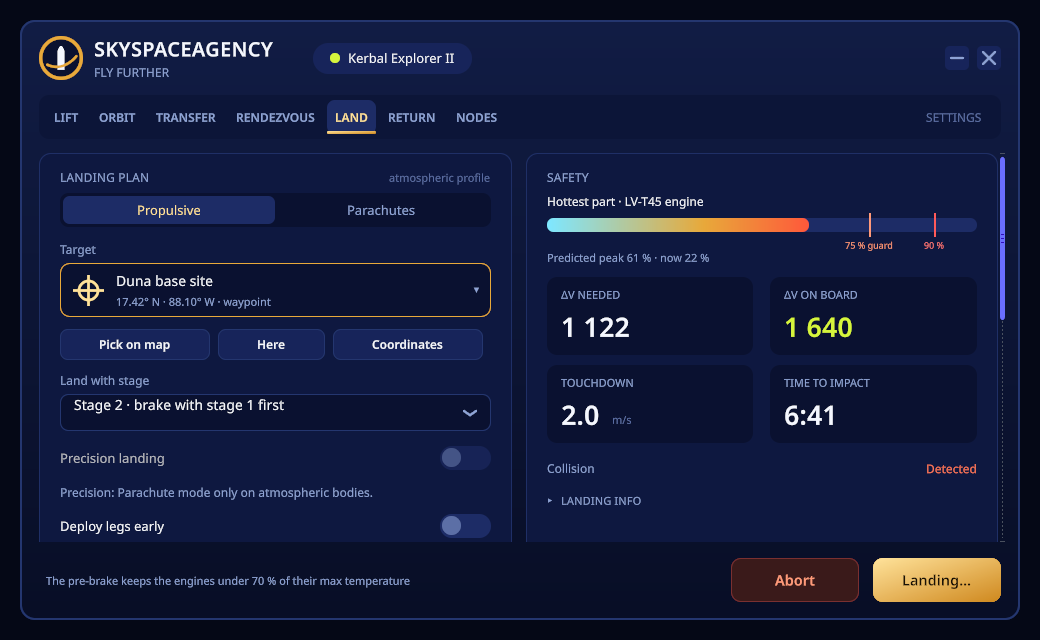 SKYSPACEAGENCY
FLY FURTHER
Kerbal Explorer II
LIFT ORBIT TRANSFER RENDEZVOUS LAND RETURN NODES SETTINGS
LANDING PLAN atmospheric profile
Propulsive Parachutes
Target
Duna base site
17.42° N · 88.10° W · waypoint
Pick on map Here Coordinates
Land with stage
Stage 2 · brake with stage 1 first
Precision landing
Precision: Parachute mode only on atmospheric bodies.
Deploy legs early
SAFETY
Hottest part · LV-T45 engine
75 % guard 90 %
Predicted peak 61 % · now 22 %
ΔV NEEDED
1 122
ΔV ON BOARD
1 640
TOUCHDOWN
2.0 m/s
TIME TO IMPACT
6:41
Collision Detected
LANDING INFO
The pre-brake keeps the engines under 70 % of their max temperature
Abort Landing...